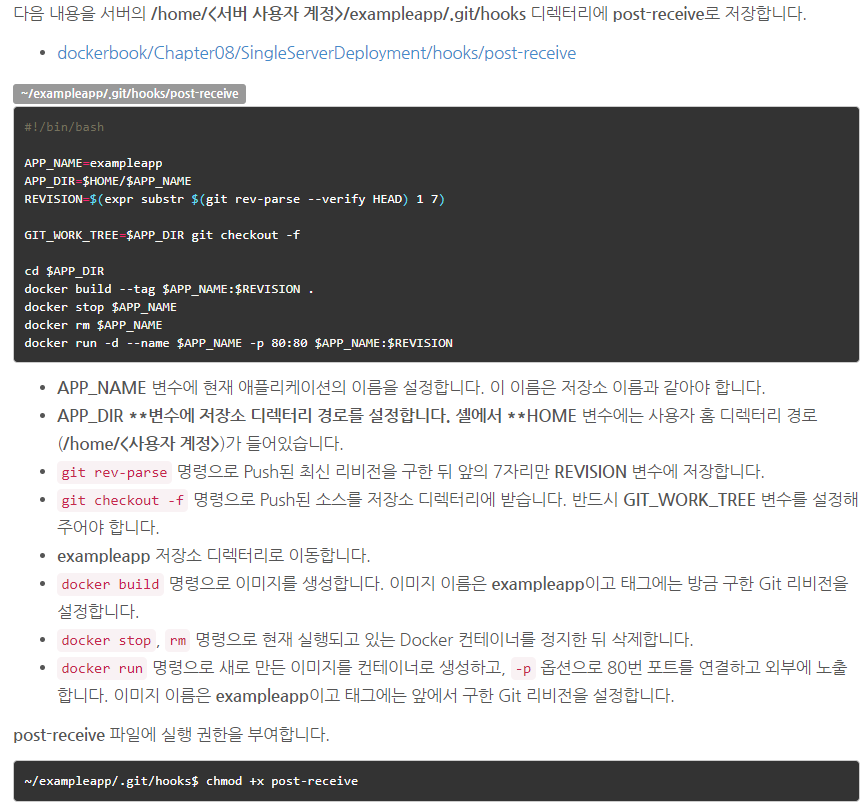 다음 내용을 서버의 /home/<서버 사용자 계정>/exampleapp/.git/hooks 디렉터리에 post-receive로 저장합니다.
• dockerbook/Chapter08/SingleServerDeployment/hooks/post-receive
~/exampleapp/.git/hooks/post-receive
#!/bin/bash
APP_NAME=exampleapp
APP_DIR=$HOME/$APP_NAME
REVISION=$(expr substr $(git rev-parse --verify HEAD) 1 7)
GIT_WORK_TREE=$APP_DIR git checkout -f
cd $APP_DIR
docker build --tag $APP_NAME:$REVISION .
docker stop $APP_NAME
docker rm $APP_NAME
docker run -d --name $APP_NAME -p 80:80 $APP_NAME:$REVISION
• APP_NAME 변수에 현재 애플리케이션의 이름을 설정합니다. 이 이름은 저장소 이름과 같아야 합니다.
• APP_DIR **변수에 저장소 디렉터리 경로를 설정합니다. 셸에서 **HOME 변수에는 사용자 홈 디렉터리 경로
(/home/<사용자 계정>)가 들어있습니다.
• git rev-parse 명령으로 Push된 최신 리비전을 구한 뒤 앞의 7자리만 REVISION 변수에 저장합니다.
• git checkout -f 명령으로 Push된 소스를 저장소 디렉터리에 받습니다. 반드시 GIT_WORK_TREE 변수를 설정해
주어야 합니다.
• exampleapp 저장소 디렉터리로 이동합니다.
• docker build 명령으로 이미지를 생성합니다. 이미지 이름은 exampleapp이고 태그에는 방금 구한 Git 리비전을
설정합니다.
• docker stop, rm 명령으로 현재 실행되고 있는 Docker 컨테이너를 정지한 뒤 삭제합니다.
• docker run 명령으로 새로 만든 이미지를 컨테이너로 생성하고, -p 옵션으로 80번 포트를 연결하고 외부에 노출
합니다. 이미지 이름은 exampleapp이고 태그에는 앞에서 구한 Git 리비전을 설정합니다.
post-receive 파일에 실행 권한을 부여합니다.
~/exampleapp/.git/hooks$ chmod +x post-receive